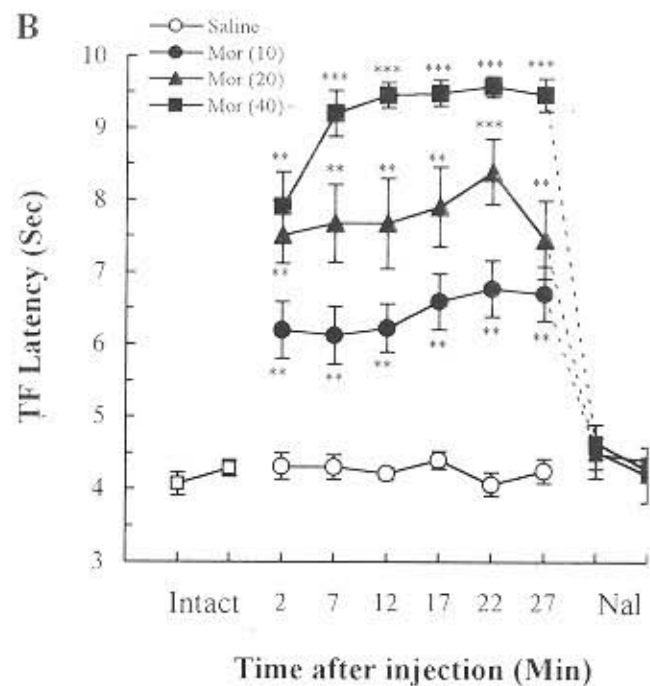 B
Saline
Mor (10)
Mor (20)
Mor (40)
TF Latency (Sec)
10
9
8
7
6
5
4
3
** *** *** *** *** ***
** ** ** *** **
**
** ** ** ** ** **
Intact 2 7 12 17 22 27 Nal
Time after injection (Min)